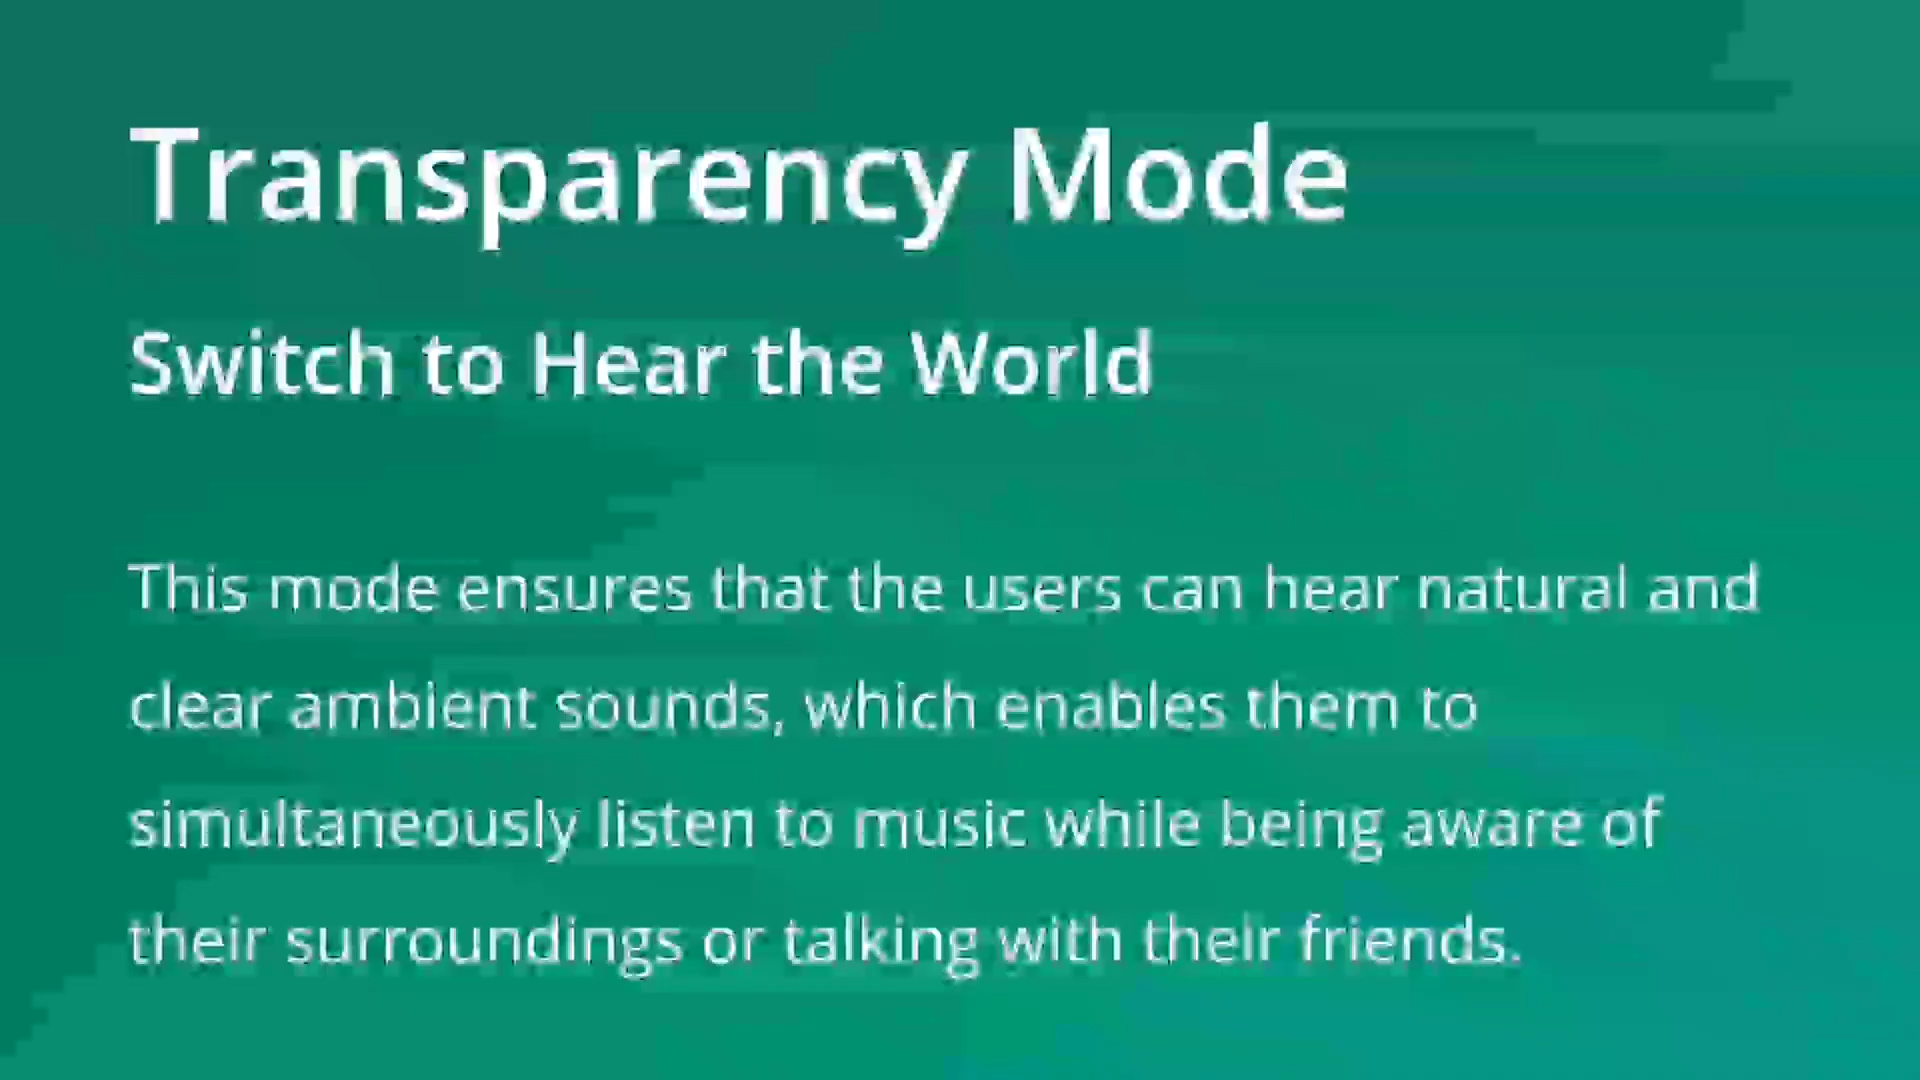 Transparency Mode
Switch to Hear the World
This mode ensures that the users can hear natural and
clear ambient sounds, which enables them to
simultaneously listen to music while being aware of
their surroundings or talking with their friends.